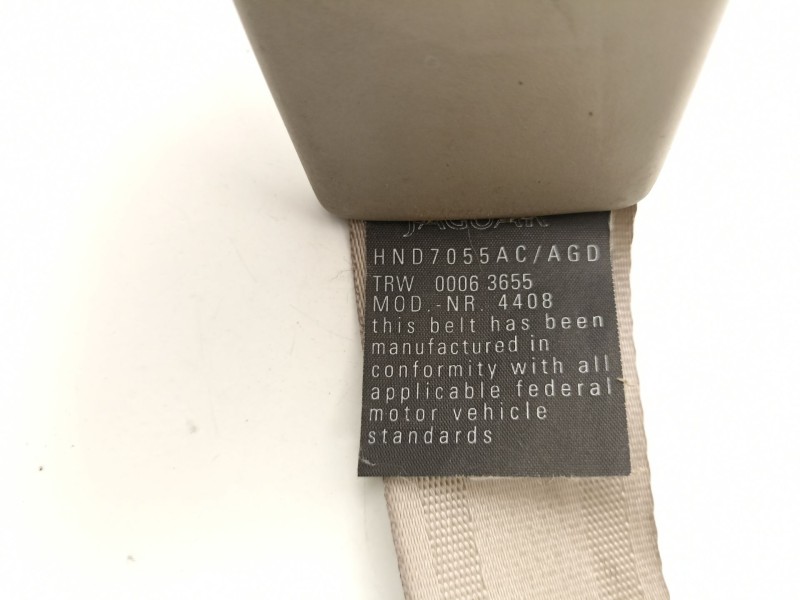 JAGUAR
HND7055AC/AGD
TRW 0006 3655
MOD.-NR. 4408
this belt has been
manufactured in
conformity with all
applicable federal
motor vehicle
standards